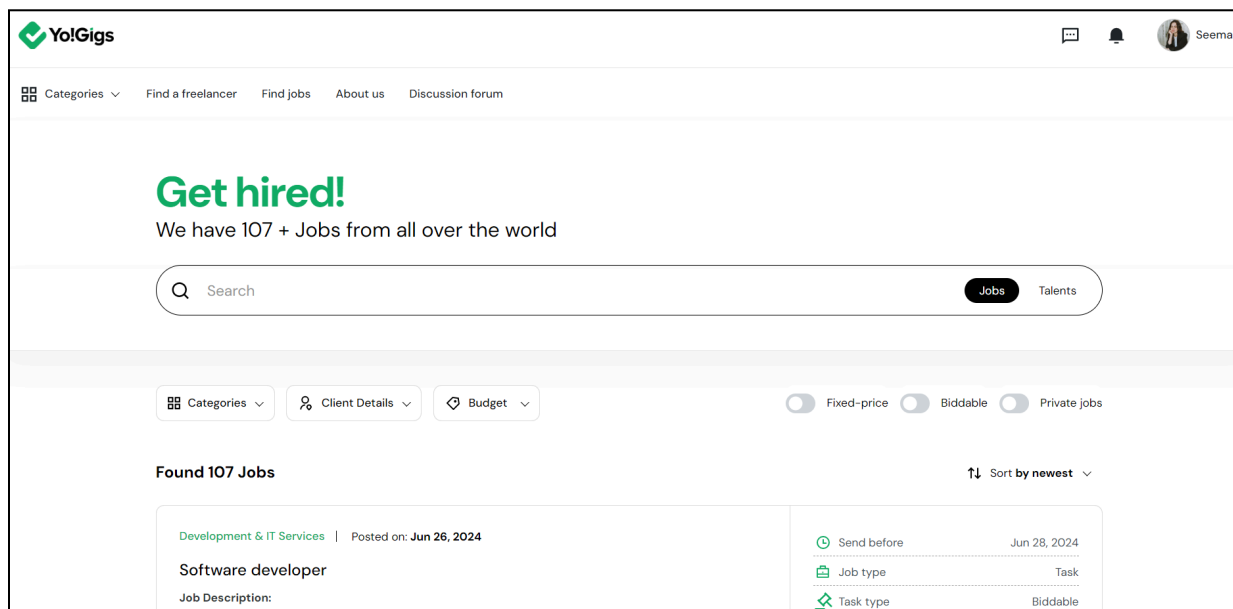 Yo!Gigs
Seema
Categories Find a freelancer Find jobs About us Discussion forum
Get hired!
We have 107 + Jobs from all over the world
Search Jobs Talents
Categories Client Details Budget Fixed-price Biddable Private jobs
Found 107 Jobs Sort by newest
Development & IT Services | Posted on: Jun 26, 2024
Software developer
Job Description:
Send before Jun 28, 2024
Job type Task
Task type Biddable